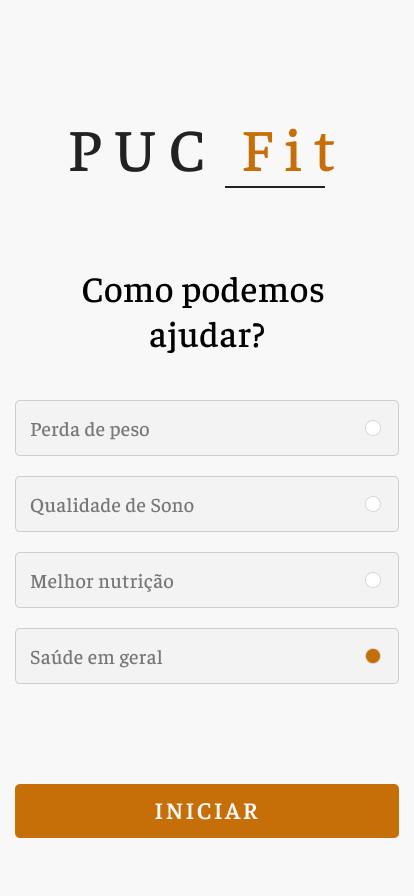 PUC Fit
Como podemos
ajudar?
Perda de peso
Qualidade de Sono
Melhor nutrição
Saúde em geral
INICIAR